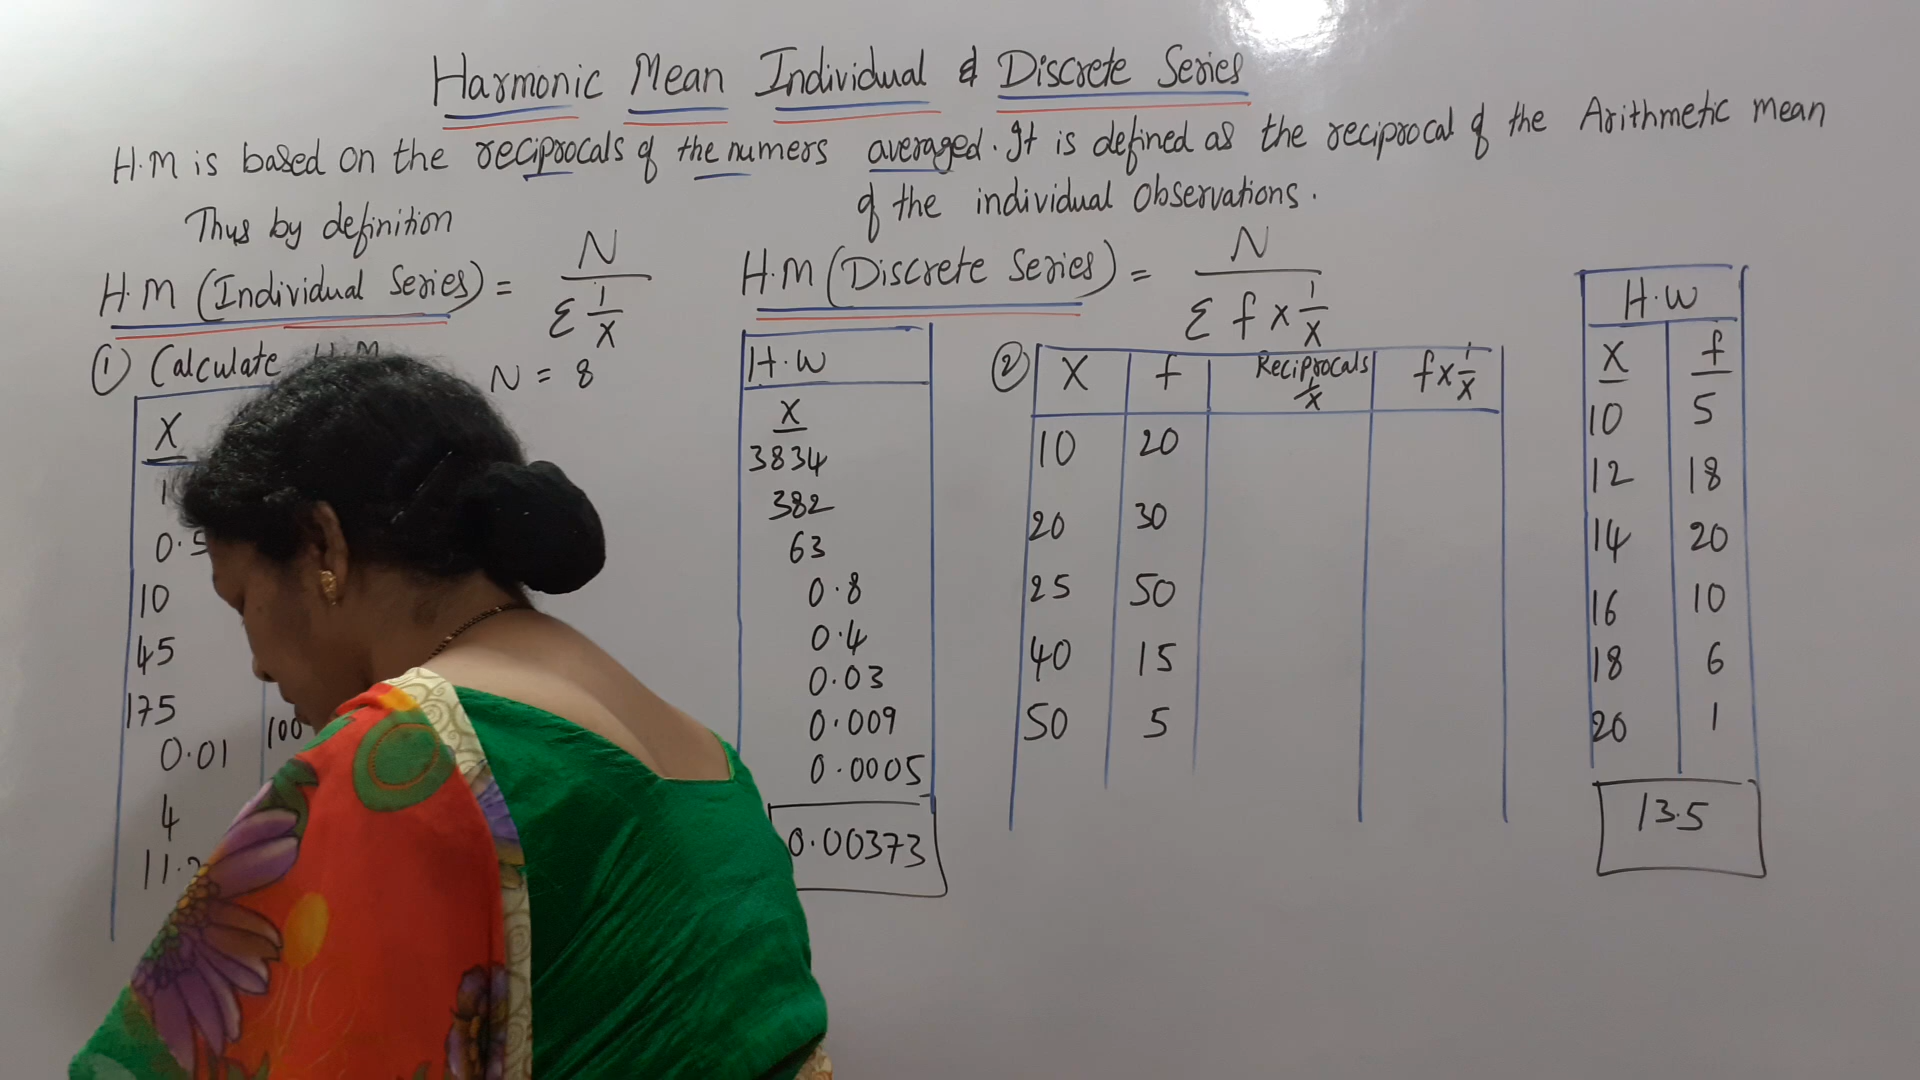 Harmonic Mean Individual & Discrete Series
H.M is based on the reciprocals of the numers averaged. It is defined as the reciprocal of the Arithmetic mean
of the individual Observations.
Thus by definition
H.M (Individual Series) = N / Σ 1/X
H.M (Discrete Series) = N / Σ f x 1/X
① Calculate H.M
N = 8
X
10
45
175
0.01 100
4
H.W
X
3834
382
63
0.8
0.4
0.03
0.009
0.0005
0.00373
② X f Reciprocals 1/X f x 1/X
10 20
20 30
25 50
40 15
50 5
H.W
X f
10 5
12 18
14 20
16 10
18 6
20 1
13.5